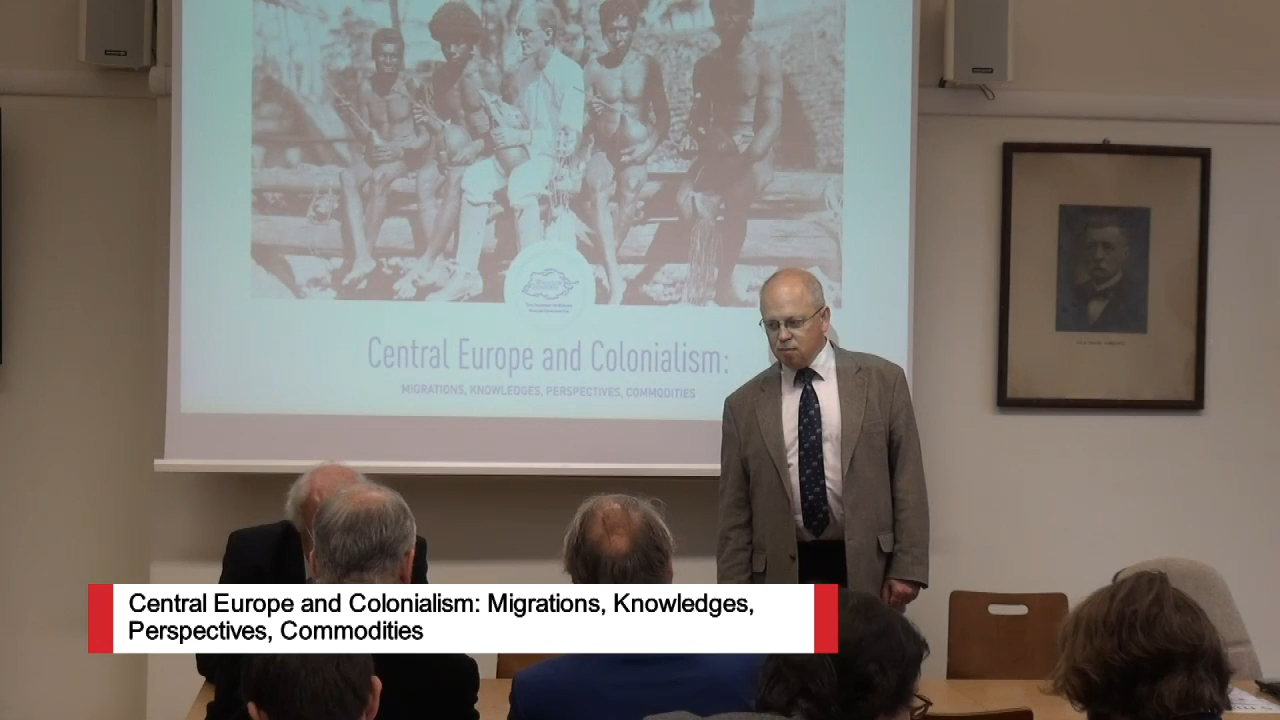 Central Europe and Colonialism:
MIGRATIONS, KNOWLEDGES, PERSPECTIVES, COMMODITIES
Central Europe and Colonialism: Migrations, Knowledges,
Perspectives, Commodities